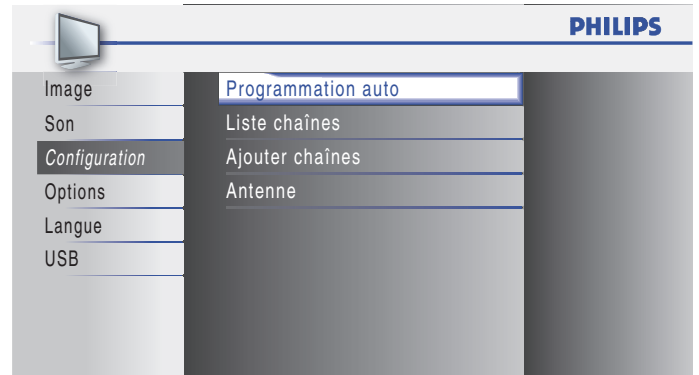 PHILIPS
Image
Son
Configuration
Options
Langue
USB
Programmation auto
Liste chaînes
Ajouter chaînes
Antenne